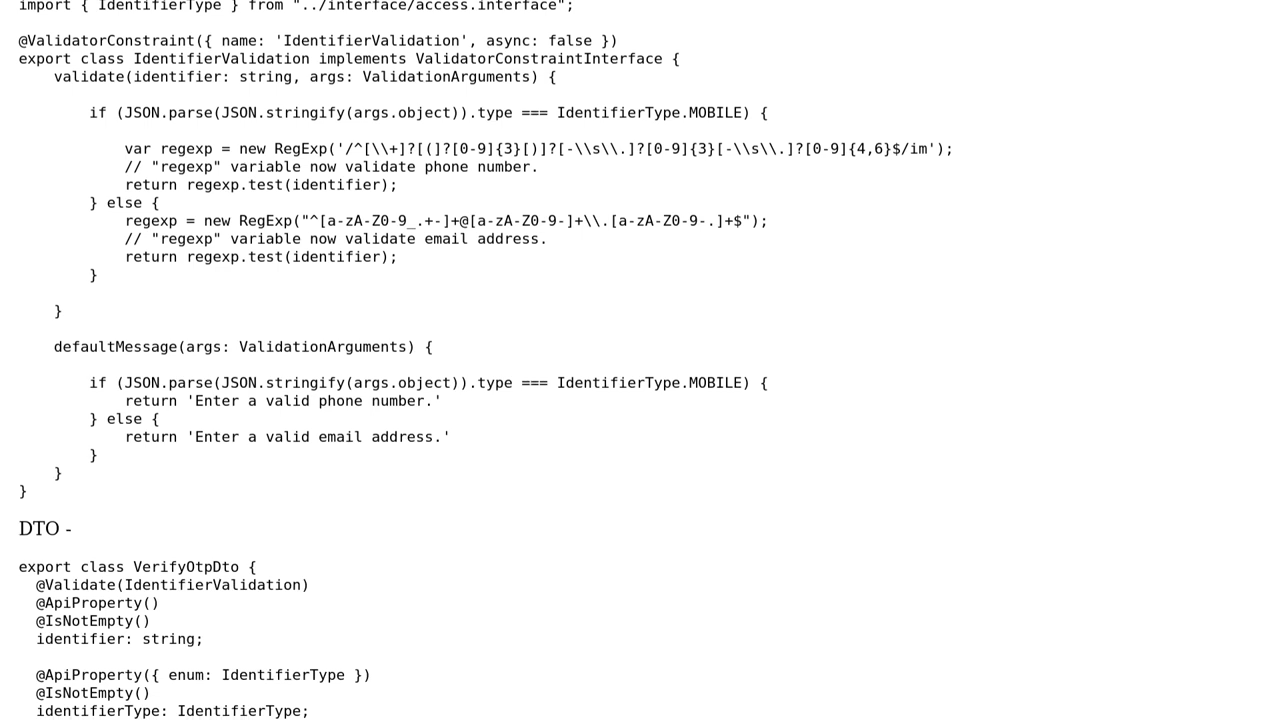 import { IdentifierType } from "../interface/access.interface";
@ValidatorConstraint({ name: 'IdentifierValidation', async: false })
export class IdentifierValidation implements ValidatorConstraintInterface {
validate(identifier: string, args: ValidationArguments) {
if (JSON.parse(JSON.stringify(args.object)).type === IdentifierType.MOBILE) {
var regexp = new RegExp('/^[\\+]?[(]?[0-9]{3}[)]?[-\\s\\.]?[0-9]{3}[-\\s\\.]?[0-9]{4,6}$/im');
// "regexp" variable now validate phone number.
return regexp.test(identifier);
} else {
regexp = new RegExp("^[a-zA-Z0-9_.+-]+@[a-zA-Z0-9-]+\\.[a-zA-Z0-9-.]+$");
// "regexp" variable now validate email address.
return regexp.test(identifier);
}
}
defaultMessage(args: ValidationArguments) {
if (JSON.parse(JSON.stringify(args.object)).type === IdentifierType.MOBILE) {
return 'Enter a valid phone number.'
} else {
return 'Enter a valid email address.'
}
}
}
DTO -
export class VerifyOtpDto {
@Validate(IdentifierValidation)
@ApiProperty()
@IsNotEmpty()
identifier: string;
@ApiProperty({ enum: IdentifierType })
@IsNotEmpty()
identifierType: IdentifierType;